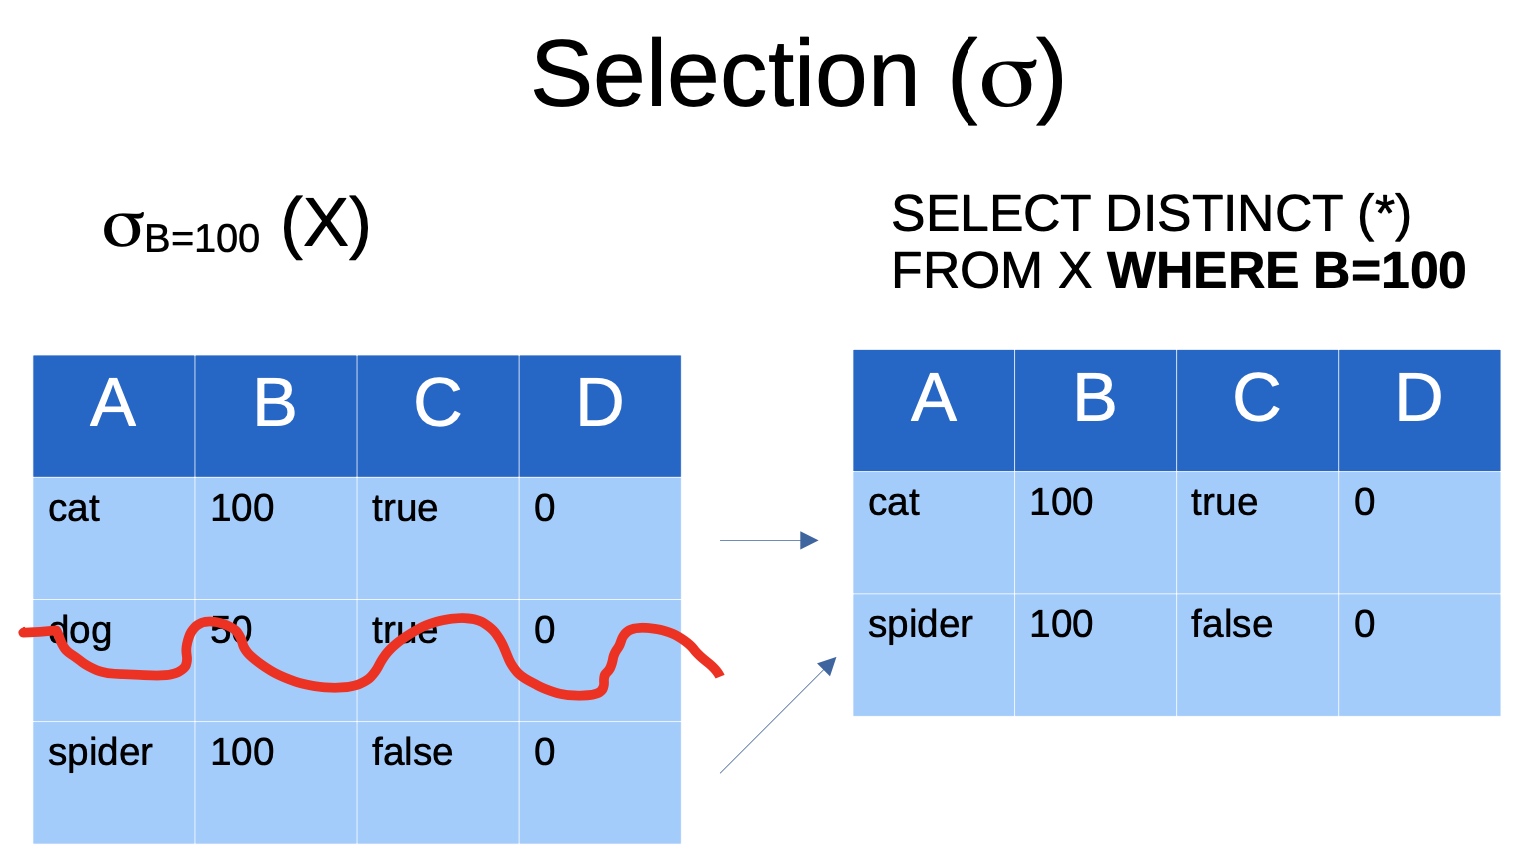 Selection (σ)
σB=100 (X)
SELECT DISTINCT (*)
FROM X WHERE B=100
A B C D
cat 100 true 0
dog 50 true 0
spider 100 false 0
A B C D
cat 100 true 0
spider 100 false 0